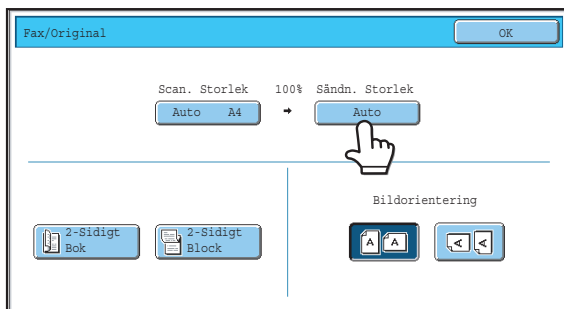 Fax/Original OK
Scan. Storlek 100% Sändn. Storlek
Auto A4 Auto
Bildorientering
2-Sidigt
Bok
2-Sidigt
Block
A A A A